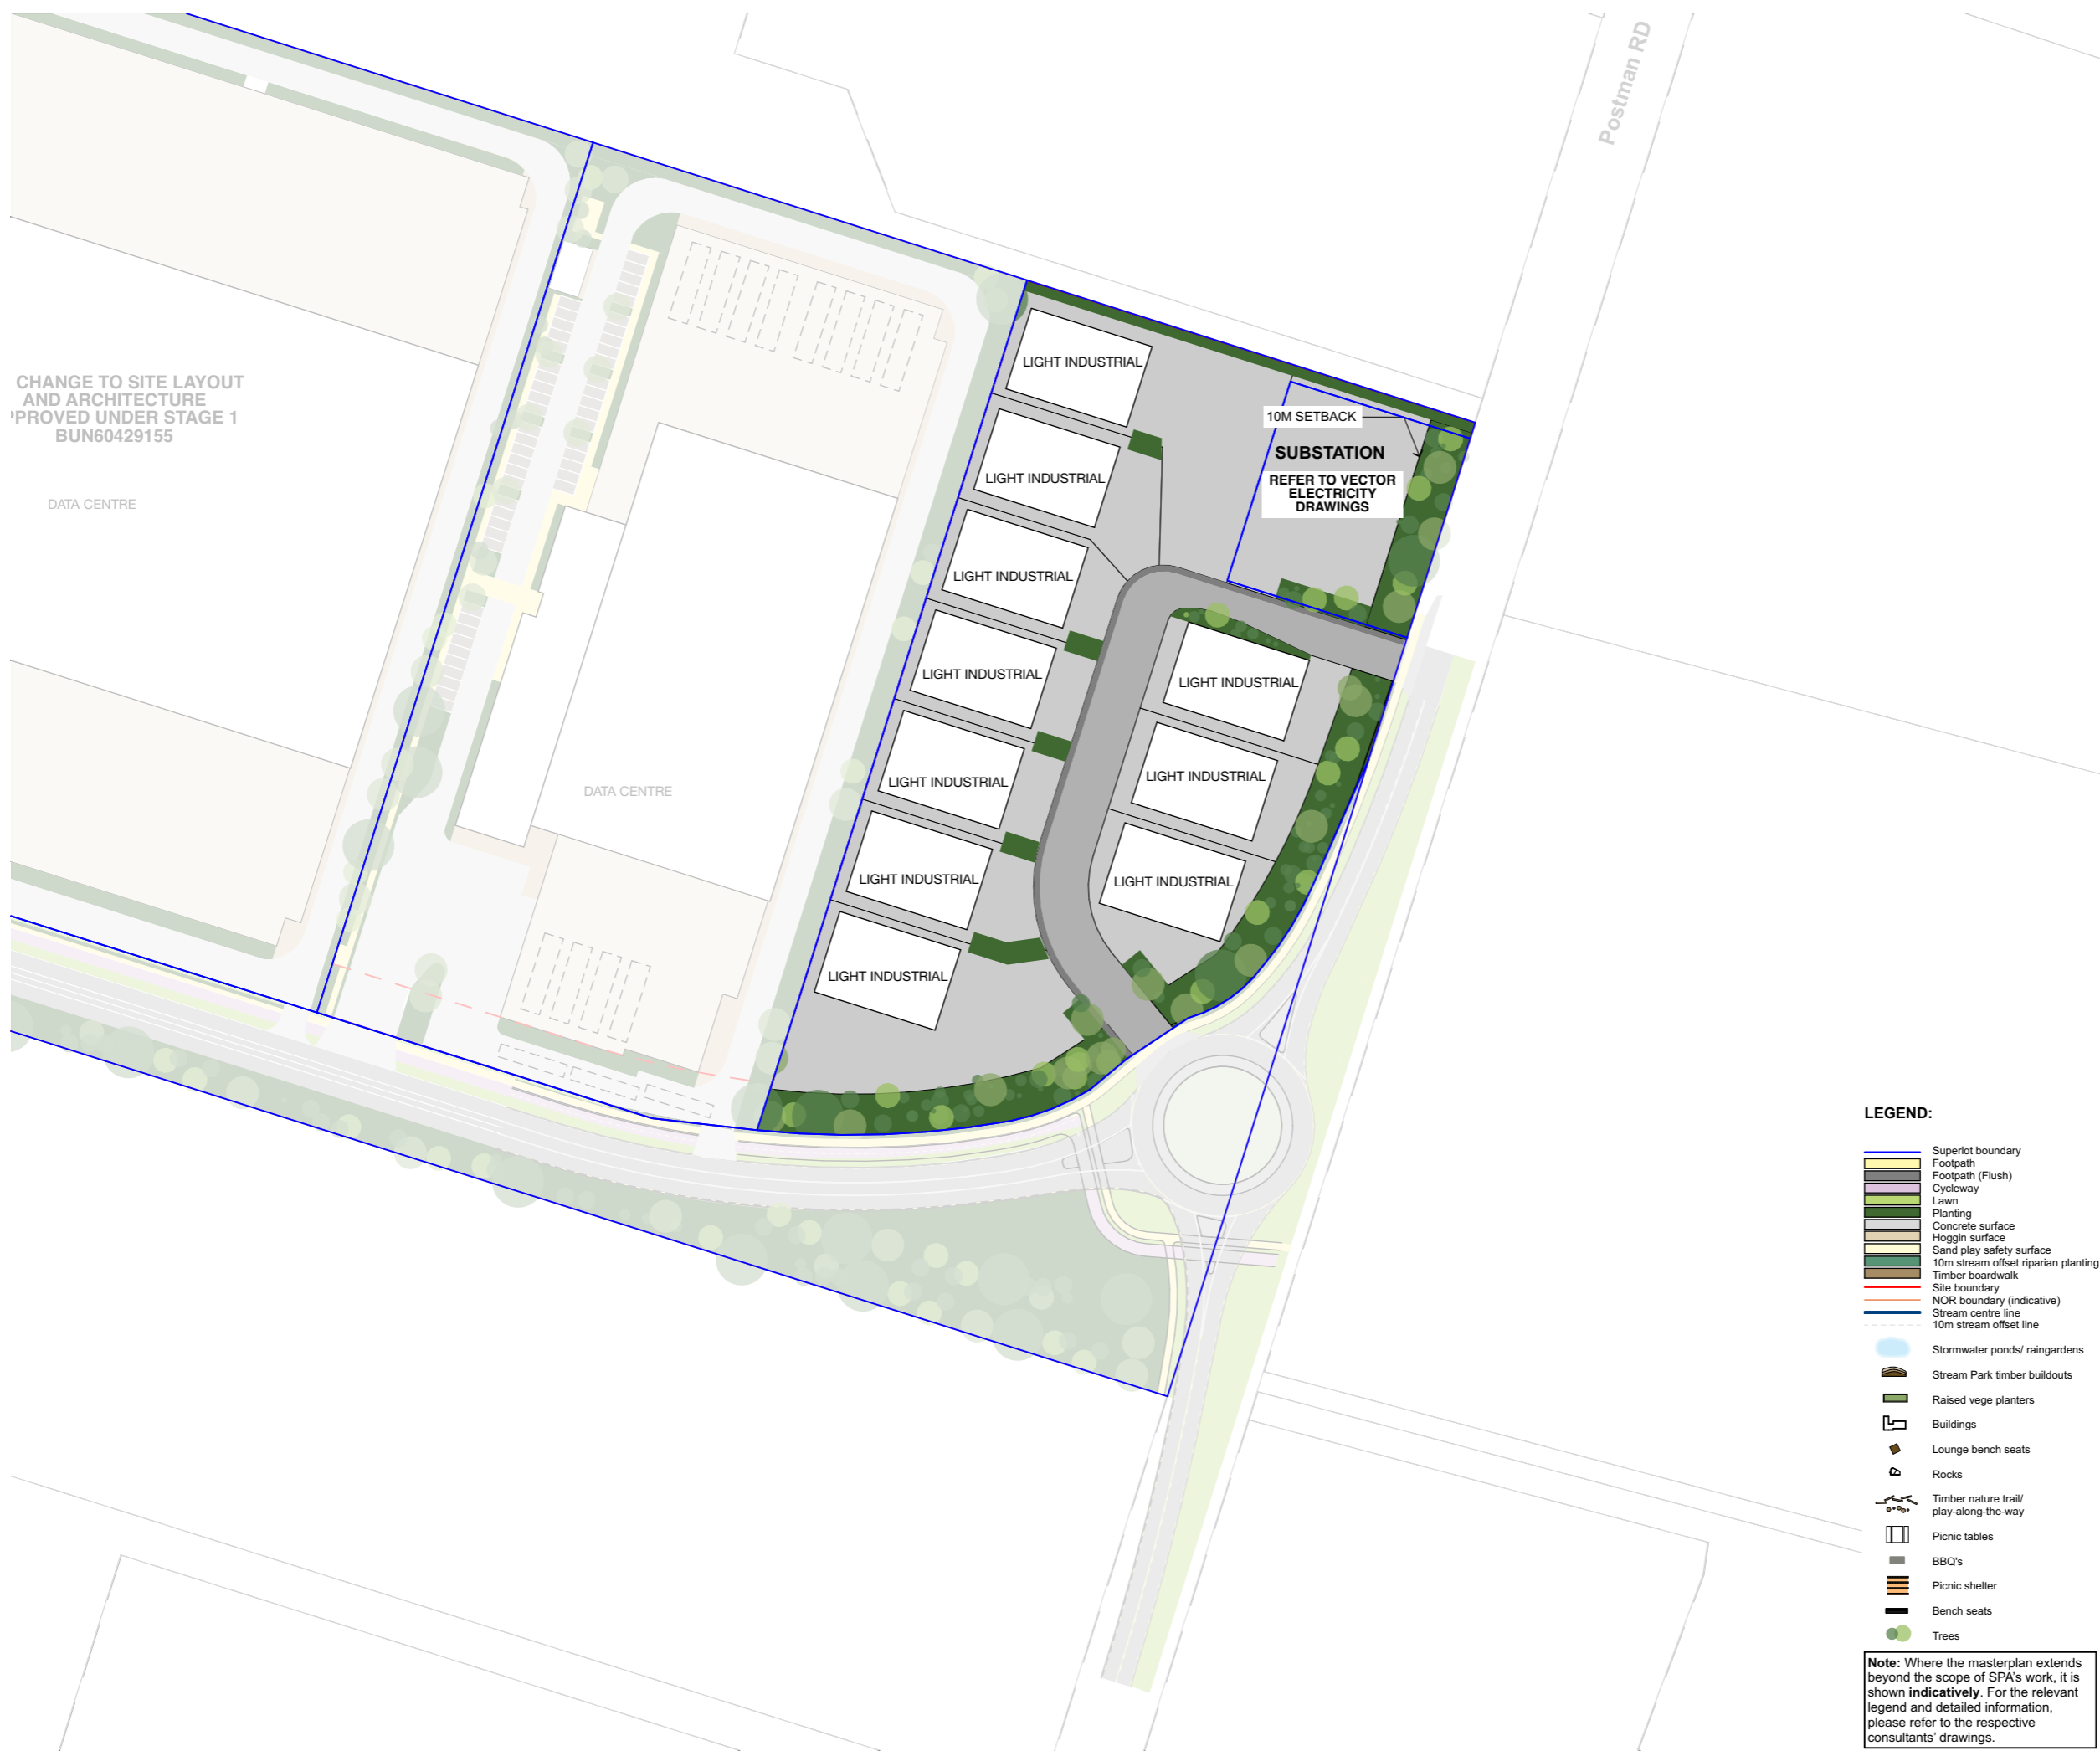 Postman RD
CHANGE TO SITE LAYOUT
AND ARCHITECTURE
PPROVED UNDER STAGE 1
BUN60429155
DATA CENTRE
DATA CENTRE
LIGHT INDUSTRIAL
LIGHT INDUSTRIAL
LIGHT INDUSTRIAL
LIGHT INDUSTRIAL
LIGHT INDUSTRIAL
LIGHT INDUSTRIAL
LIGHT INDUSTRIAL
10M SETBACK
SUBSTATION
REFER TO VECTOR
ELECTRICITY
DRAWINGS
LIGHT INDUSTRIAL
LIGHT INDUSTRIAL
LIGHT INDUSTRIAL
LEGEND:
Superlot boundary
Footpath
Footpath (Flush)
Cycleway
Lawn
Planting
Concrete surface
Hoggin surface
Sand play safety surface
10m stream offset riparian planting
Timber boardwalk
Site boundary
NOR boundary (indicative)
Stream centre line
10m stream offset line
Stormwater ponds/ raingardens
Stream Park timber buildouts
Raised vege planters
Buildings
Lounge bench seats
Rocks
Timber nature trail/
play-along-the-way
Picnic tables
BBQ's
Picnic shelter
Bench seats
Trees
Note: Where the masterplan extends
beyond the scope of SPA's work, it is
shown indicatively. For the relevant
legend and detailed information,
please refer to the respective
consultants' drawings.